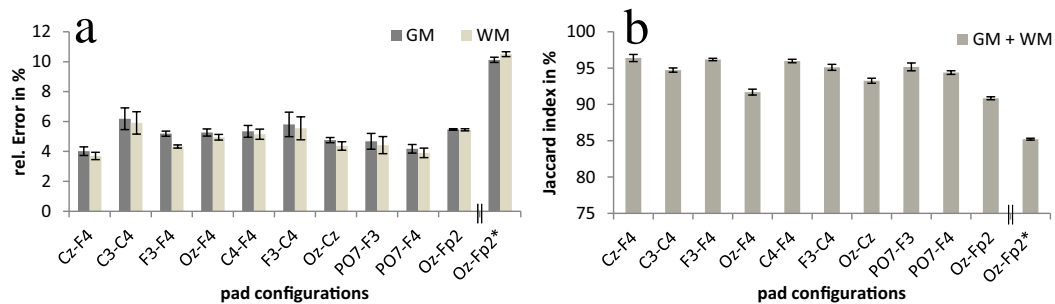 a
GM
WM
rel. Error in %
12
10
8
6
4
2
0
Cz-F4
C3-C4
F3-F4
Oz-F4
C4-F4
F3-C4
Oz-Cz
PO7-F3
PO7-F4
Oz-Fp2
Oz-Fp2*
pad configurations
b
GM + WM
Jaccard index in %
100
95
90
85
80
75
Cz-F4
C3-C4
F3-F4
Oz-F4
C4-F4
F3-C4
Oz-Cz
PO7-F3
PO7-F4
Oz-Fp2
Oz-Fp2*
pad configurations